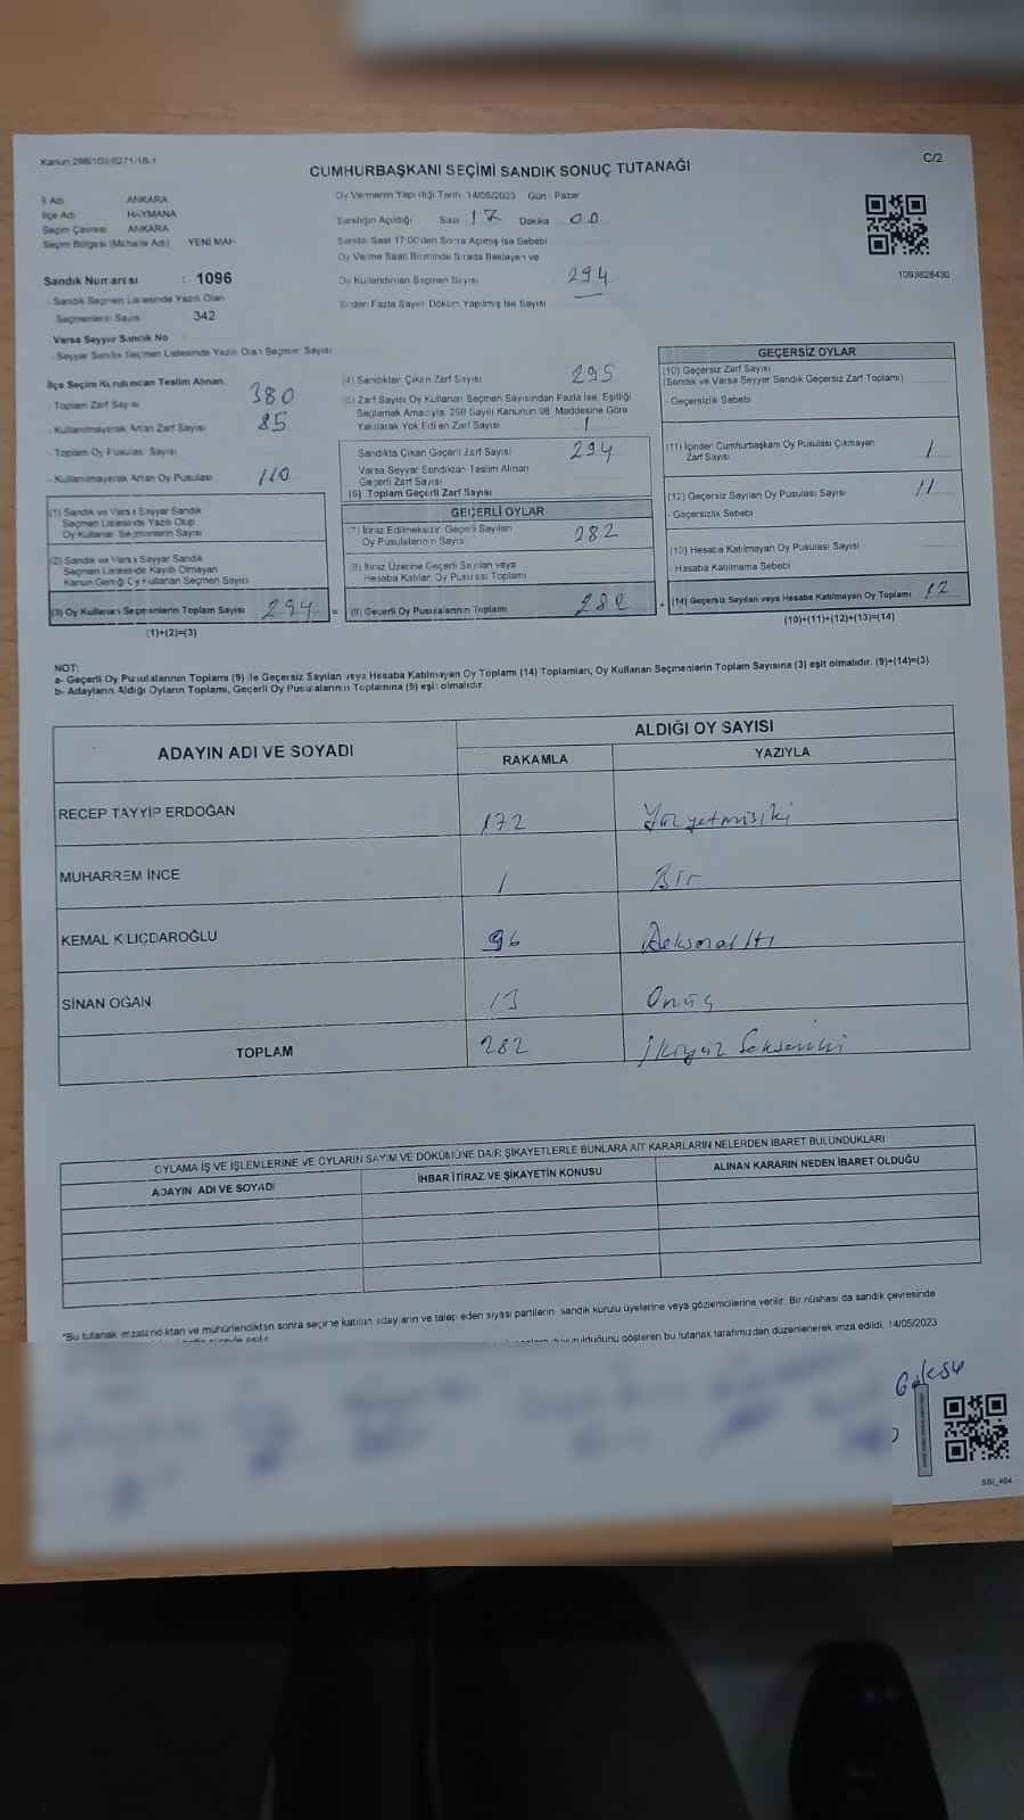 Kanun 298/103-6271/18-1
C/2
CUMHURBAŞKANI SEÇİMİ SANDIK SONUÇ TUTANAĞI
İl Adı ANKARA
İlçe Adı HAYMANA
Seçim Çevresi ANKARA
Seçim Bölgesi (Mahalle Adı) YENİ MAH
Sandık Numarası : 1096
- Sandık Seçmen Listesinde Yazılı Olan
Seçmenlerin Sayısı 342
Varsa Seyyar Sandık No
- Seyyar Sandık Seçmen Listesinde Yazılı Olan Seçmen Sayısı
Oy Vermenin Yapıldığı Tarih 14/05/2023 Gün : Pazar
Sandığın Açıldığı Saat 17 Dakika 00
Sandık Saat 17:00'den Sonra Açılmış İse Sebebi
Oy Verme Saati Bitiminde Sırada Bekleyen ve
Oy Kullandırılan Seçmen Sayısı 294
Birden Fazla Sayım Döküm Yapılmış İse Sayısı —
1093828430
İlçe Seçim Kurulundan Teslim Alınan
- Toplam Zarf Sayısı 380
- Kullanılmayarak Artan Zarf Sayısı 85
- Toplam Oy Pusulası Sayısı
- Kullanılmayarak Artan Oy Pusulası 110
(1) Sandık ve Varsa Seyyar Sandık
Seçmen Listesinde Yazılı Olup
Oy Kullanan Seçmenlerin Sayısı
(2) Sandık ve Varsa Seyyar Sandık
Seçmen Listesinde Kayıtlı Olmayan
Kanun Gereği Oy Kullanan Seçmen Sayısı
(3) Oy Kullanan Seçmenlerin Toplam Sayısı 294 =
(1)+(2)=(3)
(4) Sandıktan Çıkan Zarf Sayısı 295
(5) Zarf Sayısı Oy Kullanan Seçmen Sayısından Fazla İse, Eşitliği
Sağlamak Amacıyla, 298 Sayılı Kanunun 98. Maddesine Göre
Yakılarak Yok Edilen Zarf Sayısı 1
Sandıkta Çıkan Geçerli Zarf Sayısı 294
Varsa Seyyar Sandıktan Teslim Alınan
Geçerli Zarf Sayısı
(6) Toplam Geçerli Zarf Sayısı
GEÇERLİ OYLAR
(7) İtiraz Edilmeksizin Geçerli Sayılan
Oy Pusulalarının Sayısı 282
(8) İtiraz Üzerine Geçerli Sayılan veya
Hesaba Katılan Oy Pusulası Toplamı
(9) Geçerli Oy Pusulalarının Toplamı 282 +
GEÇERSİZ OYLAR
(10) Geçersiz Zarf Sayısı
(Sandık ve Varsa Seyyar Sandık Geçersiz Zarf Toplamı)
- Geçersizlik Sebebi
(11) İçinden Cumhurbaşkanı Oy Pusulası Çıkmayan
Zarf Sayısı 1
(12) Geçersiz Sayılan Oy Pusulası Sayısı 11
- Geçersizlik Sebebi
(13) Hesaba Katılmayan Oy Pusulası Sayısı
- Hesaba Katılmama Sebebi
(14) Geçersiz Sayılan veya Hesaba Katılmayan Oy Toplamı 12
(10)+(11)+(12)+(13)=(14)
NOT:
a- Geçerli Oy Pusulalarının Toplamı (9) ile Geçersiz Sayılan veya Hesaba Katılmayan Oy Toplamı (14) Toplamları, Oy Kullanan Seçmenlerin Toplam Sayısına (3) eşit olmalıdır. (9)+(14)=(3)
b- Adayların Aldığı Oyların Toplamı, Geçerli Oy Pusulalarının Toplamına (9) eşit olmalıdır
ADAYIN ADI VE SOYADI
ALDIĞI OY SAYISI
RAKAMLA YAZIYLA
RECEP TAYYİP ERDOĞAN 172 Yüzyetmişiki
MUHARREM İNCE 1 Bir
KEMAL KILIÇDAROĞLU 96 Doksanaltı
SİNAN OĞAN 13 Onüç
TOPLAM 282 İkiyüz Sekseniki
OYLAMA İŞ VE İŞLEMLERİNE VE OYLARIN SAYIM VE DÖKÜMÜNE DAİR ŞİKAYETLERLE BUNLARA AİT KARARLARIN NELERDEN İBARET BULUNDUKLARI
ADAYIN ADI VE SOYADI İHBAR İTİRAZ VE ŞİKAYETİN KONUSU ALINAN KARARIN NEDEN İBARET OLDUĞU
"Bu tutanak imzalandıktan ve mühürlendikten sonra seçime katılan adayların ve talep eden siyasi partilerin sandık kurulu üyelerine veya gözlemcilerine verilir. Bir nüshası da sandık çevresinde
olduğunu gösteren bu tutanak tarafımızdan düzenlenerek imza edildi. 14/05/2023
Göksu